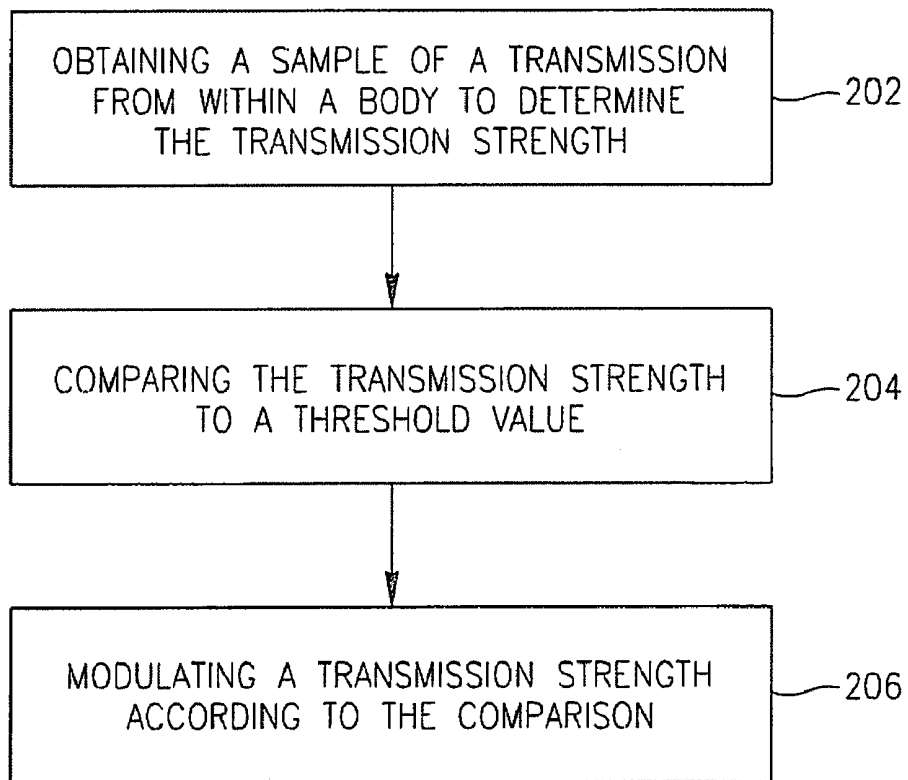 OBTAINING A SAMPLE OF A TRANSMISSION
FROM WITHIN A BODY TO DETERMINE
THE TRANSMISSION STRENGTH
202
COMPARING THE TRANSMISSION STRENGTH
TO A THRESHOLD VALUE
204
MODULATING A TRANSMISSION STRENGTH
ACCORDING TO THE COMPARISON
206